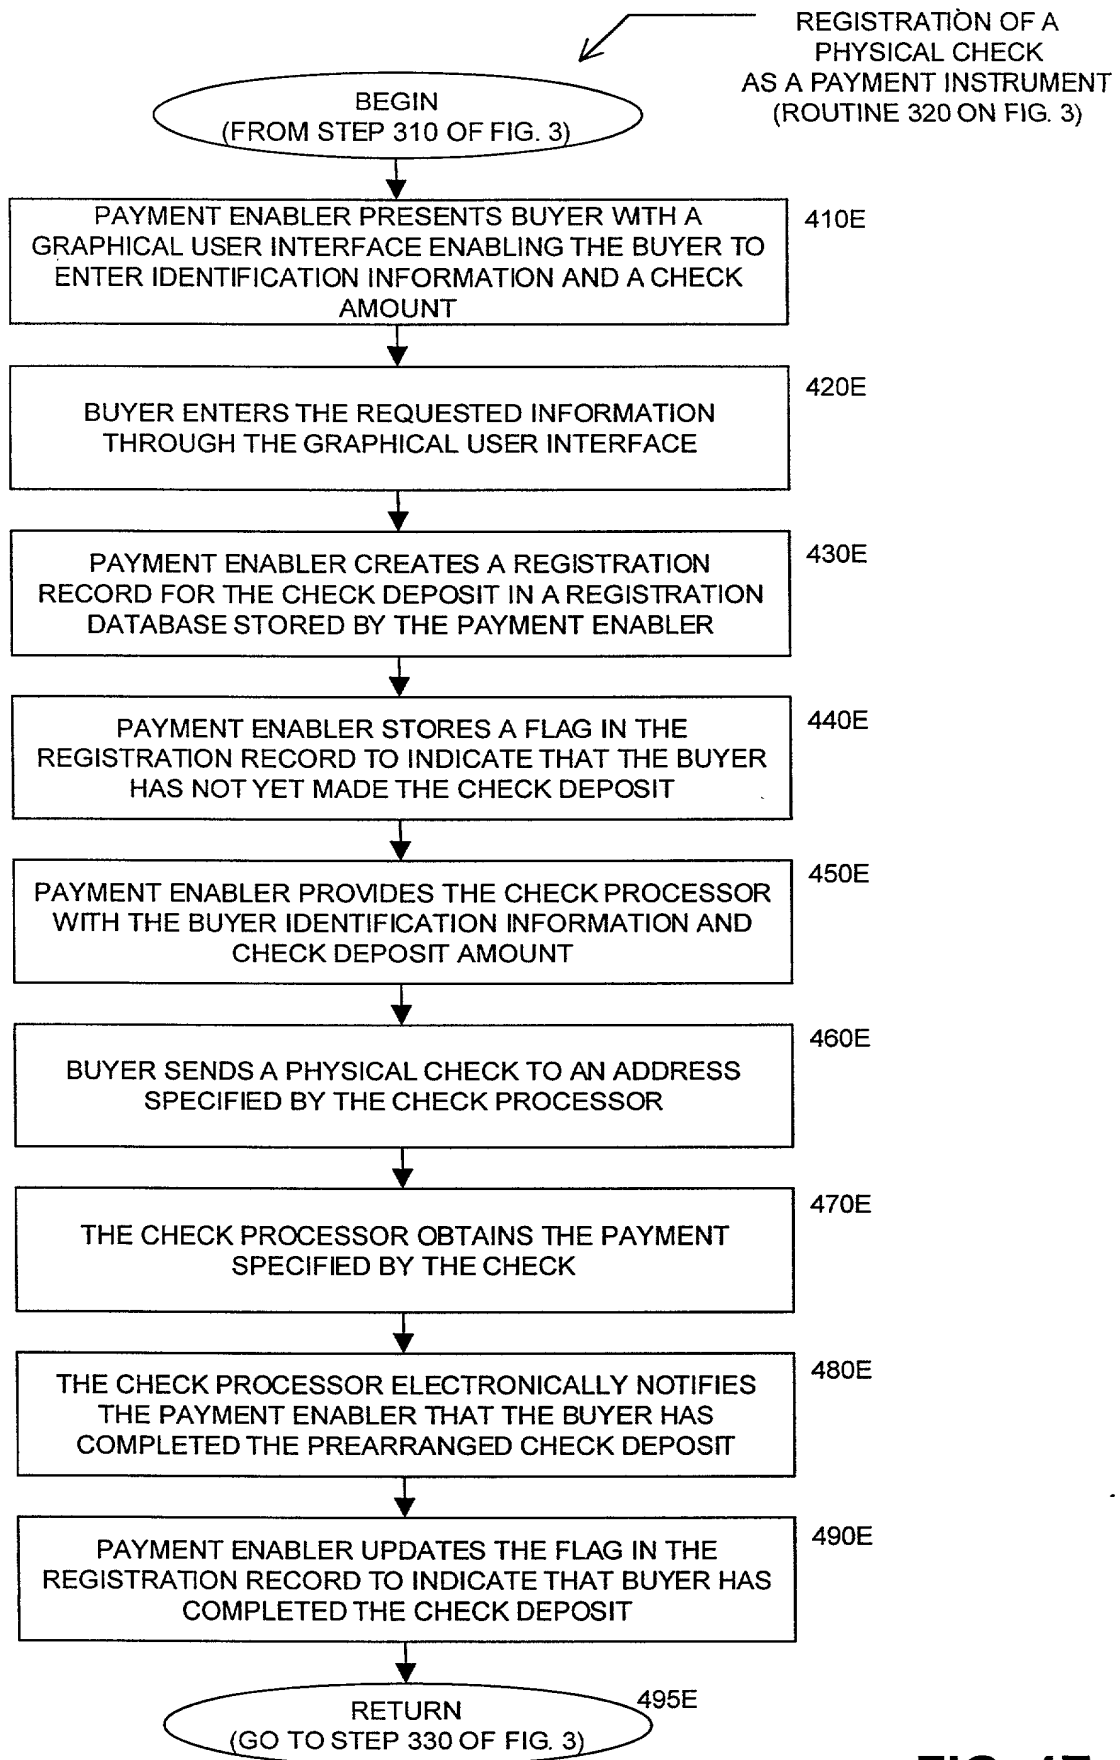 REGISTRATION OF A
PHYSICAL CHECK
AS A PAYMENT INSTRUMENT
(ROUTINE 320 ON FIG. 3)
BEGIN
(FROM STEP 310 OF FIG. 3)
PAYMENT ENABLER PRESENTS BUYER WITH A
GRAPHICAL USER INTERFACE ENABLING THE BUYER TO
ENTER IDENTIFICATION INFORMATION AND A CHECK
AMOUNT
410E
BUYER ENTERS THE REQUESTED INFORMATION
THROUGH THE GRAPHICAL USER INTERFACE
420E
PAYMENT ENABLER CREATES A REGISTRATION
RECORD FOR THE CHECK DEPOSIT IN A REGISTRATION
DATABASE STORED BY THE PAYMENT ENABLER
430E
PAYMENT ENABLER STORES A FLAG IN THE
REGISTRATION RECORD TO INDICATE THAT THE BUYER
HAS NOT YET MADE THE CHECK DEPOSIT
440E
PAYMENT ENABLER PROVIDES THE CHECK PROCESSOR
WITH THE BUYER IDENTIFICATION INFORMATION AND
CHECK DEPOSIT AMOUNT
450E
BUYER SENDS A PHYSICAL CHECK TO AN ADDRESS
SPECIFIED BY THE CHECK PROCESSOR
460E
THE CHECK PROCESSOR OBTAINS THE PAYMENT
SPECIFIED BY THE CHECK
470E
THE CHECK PROCESSOR ELECTRONICALLY NOTIFIES
THE PAYMENT ENABLER THAT THE BUYER HAS
COMPLETED THE PREARRANGED CHECK DEPOSIT
480E
PAYMENT ENABLER UPDATES THE FLAG IN THE
REGISTRATION RECORD TO INDICATE THAT BUYER HAS
COMPLETED THE CHECK DEPOSIT
490E
RETURN
(GO TO STEP 330 OF FIG. 3)
495E